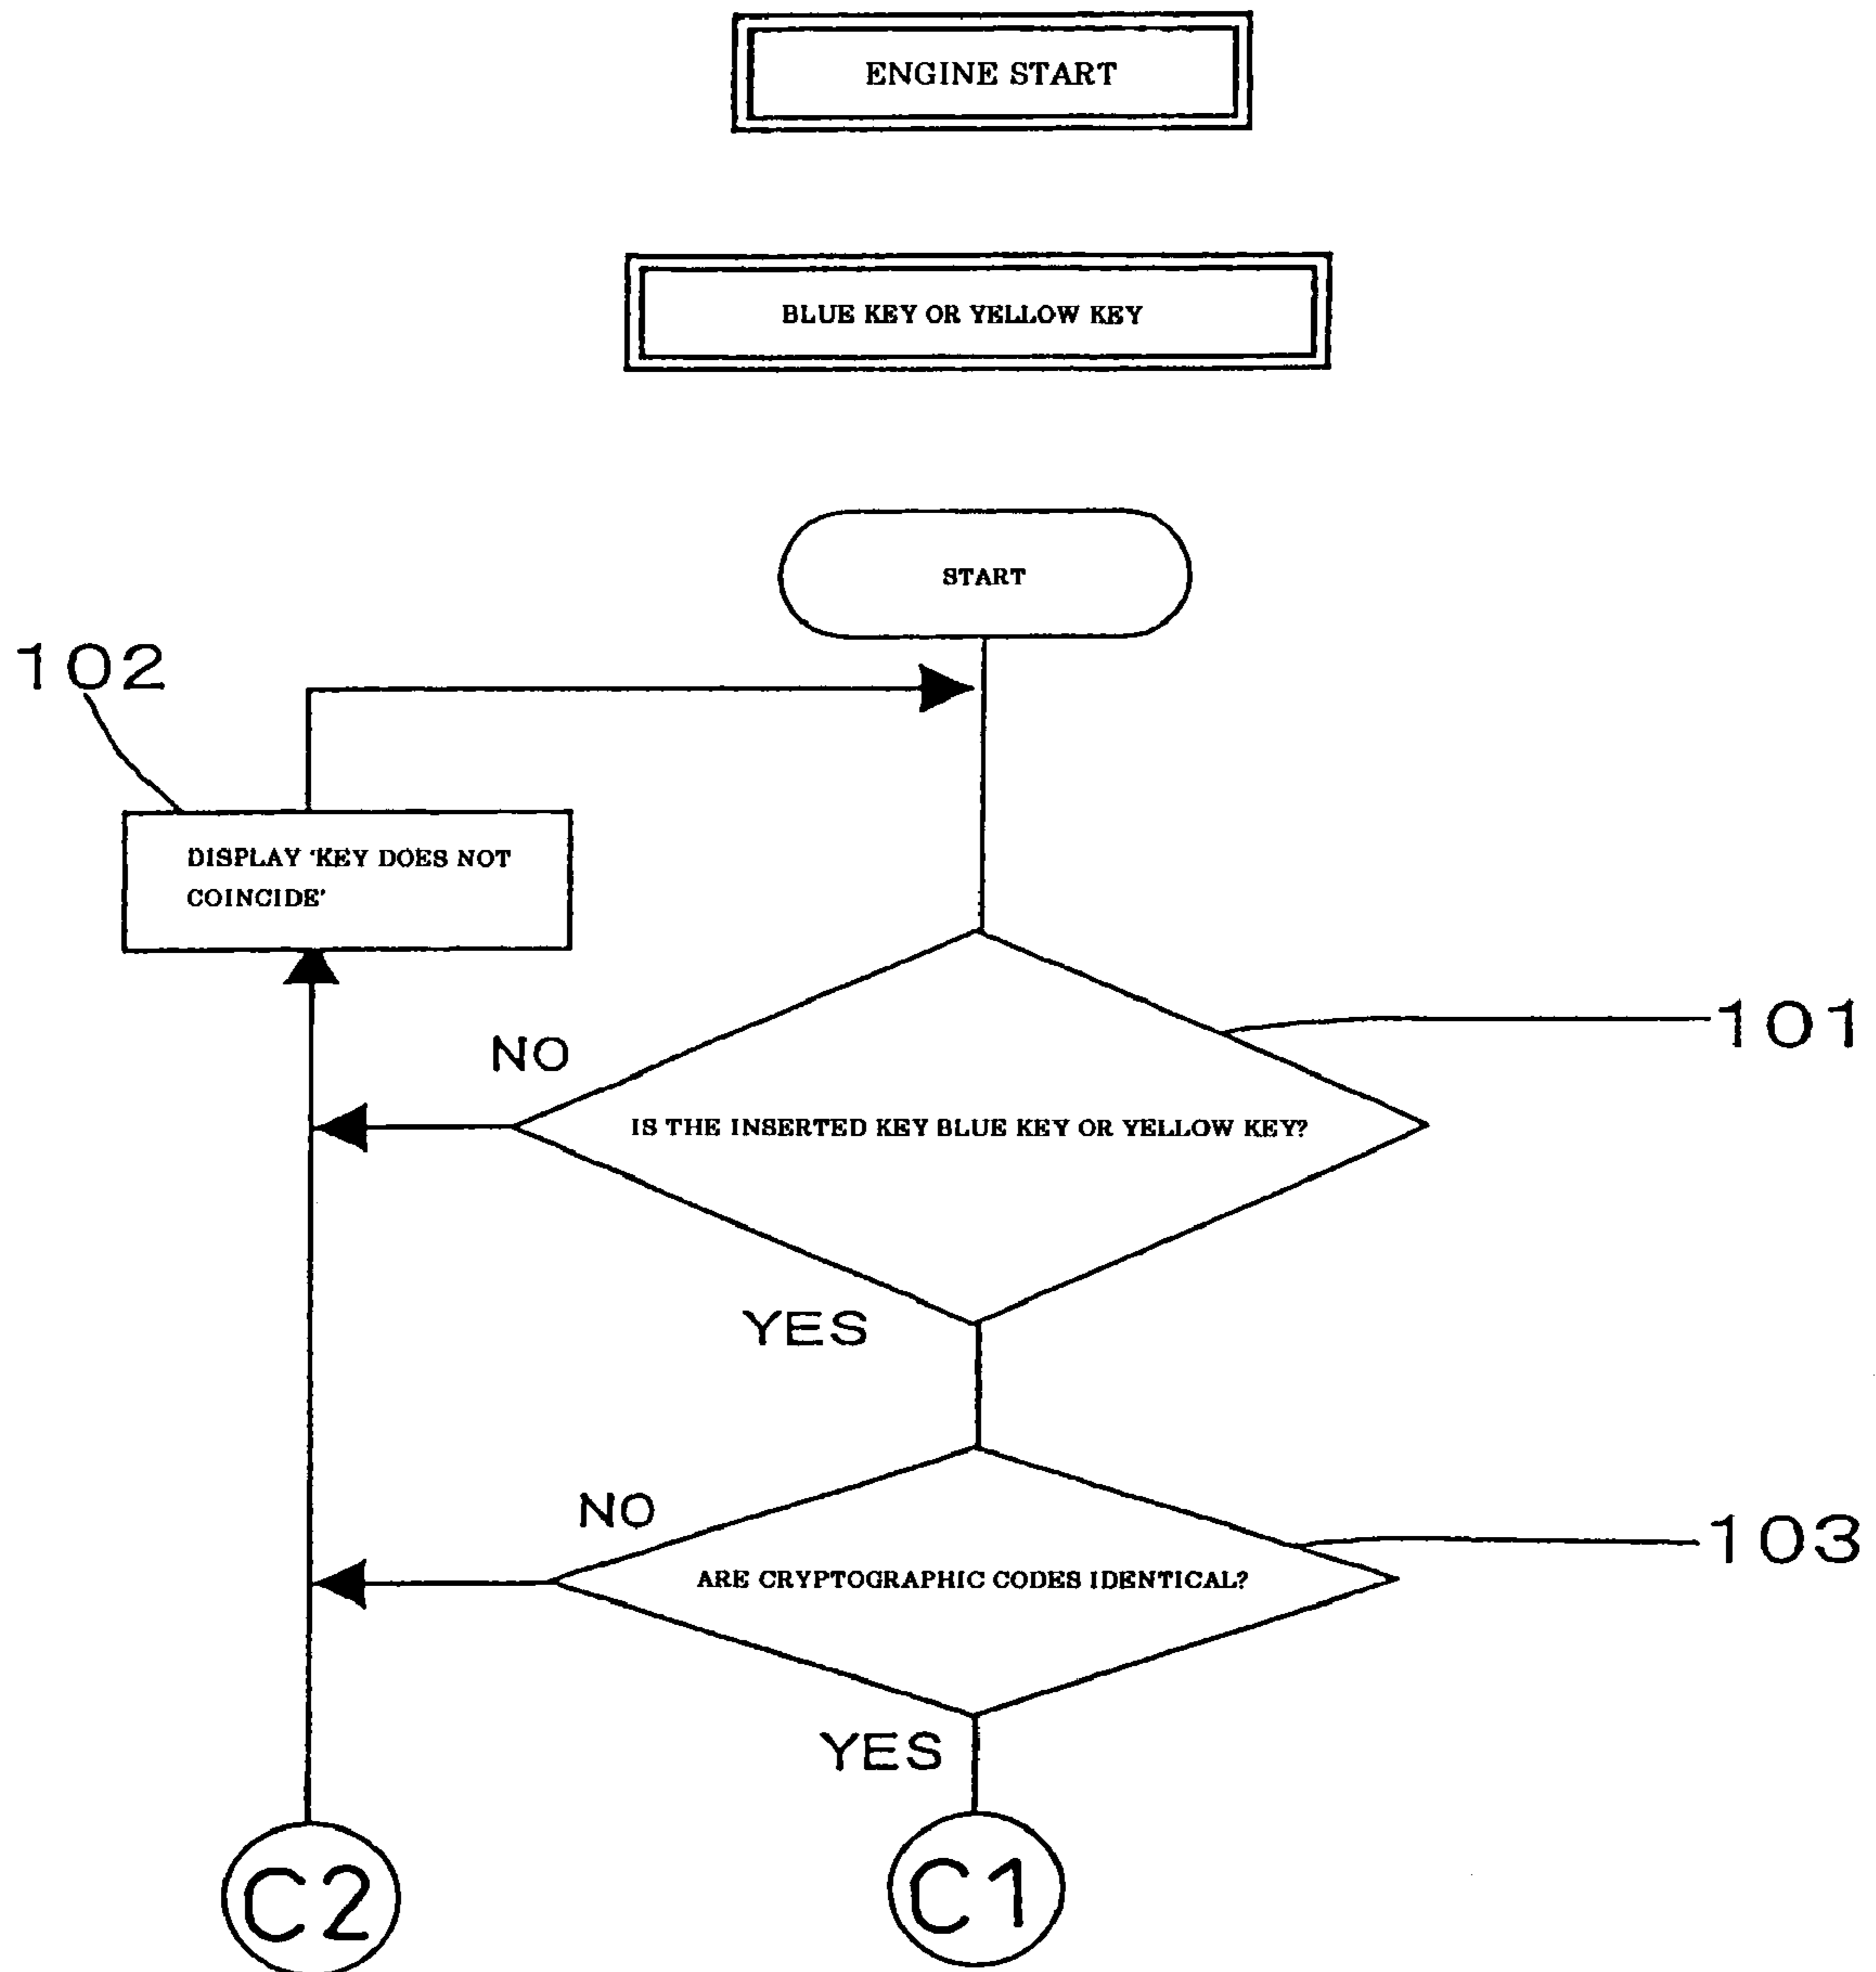 ENGINE START
BLUE KEY OR YELLOW KEY
START
102
DISPLAY 'KEY DOES NOT
COINCIDE'
101
NO
IS THE INSERTED KEY BLUE KEY OR YELLOW KEY?
YES
NO
103
ARE CRYPTOGRAPHIC CODES IDENTICAL?
YES
C2
C1